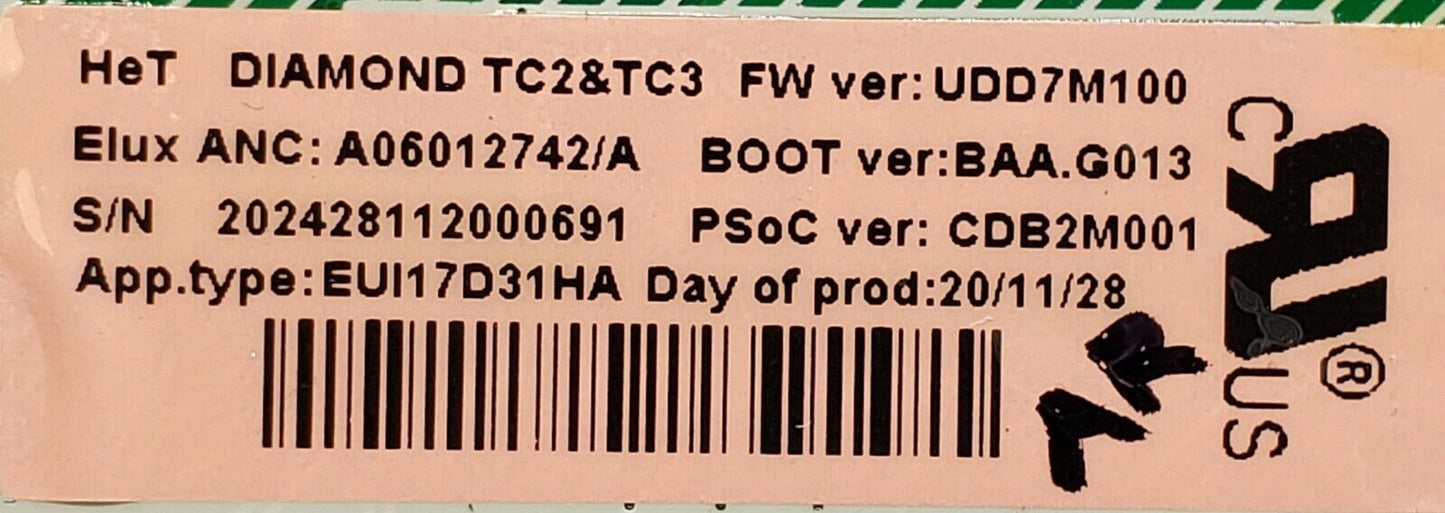 HeT DIAMOND TC2&TC3 FW ver:UDD7M100
Elux ANC: A06012742/A BOOT ver:BAA.G013
S/N 202428112000691 PSoC ver: CDB2M001
App.type:EUI17D31HA Day of prod:20/11/28
C US ®